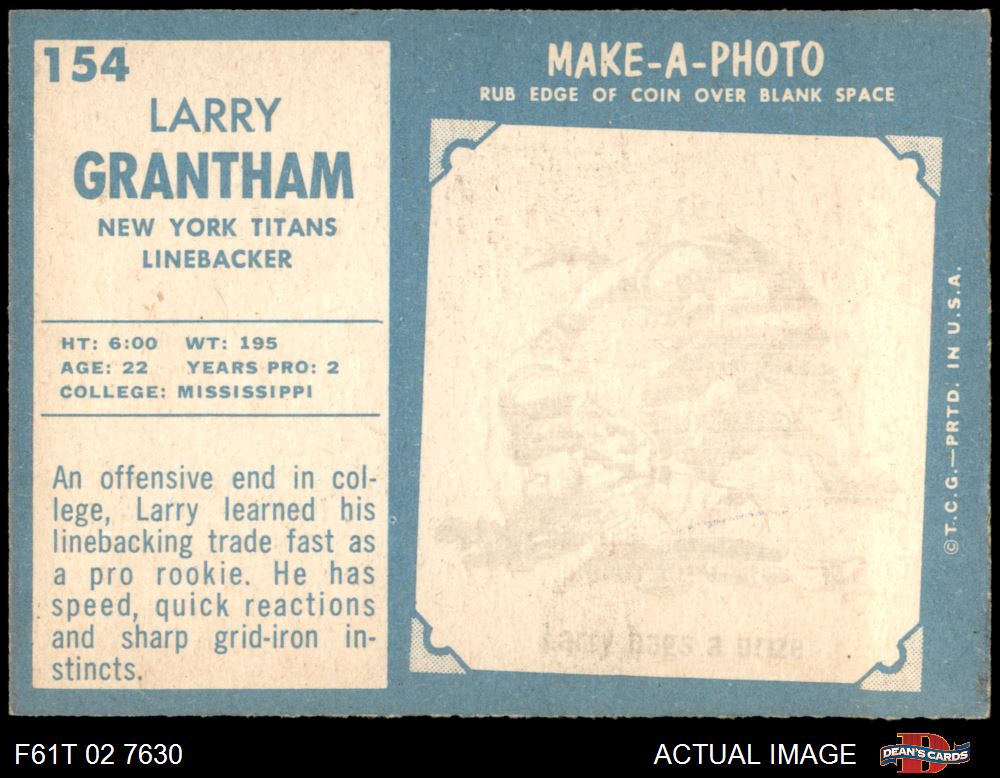 154
LARRY
GRANTHAM
NEW YORK TITANS
LINEBACKER
HT: 6:00 WT: 195
AGE: 22 YEARS PRO: 2
COLLEGE: MISSISSIPPI
An offensive end in col-
lege, Larry learned his
linebacking trade fast as
a pro rookie. He has
speed, quick reactions
and sharp grid-iron in-
stincts.
MAKE-A-PHOTO
RUB EDGE OF COIN OVER BLANK SPACE
Larry bags a prize
©T.C.G.—PRTD. IN U.S.A.
F61T 02 7630
ACTUAL IMAGE
DEAN'S CARDS